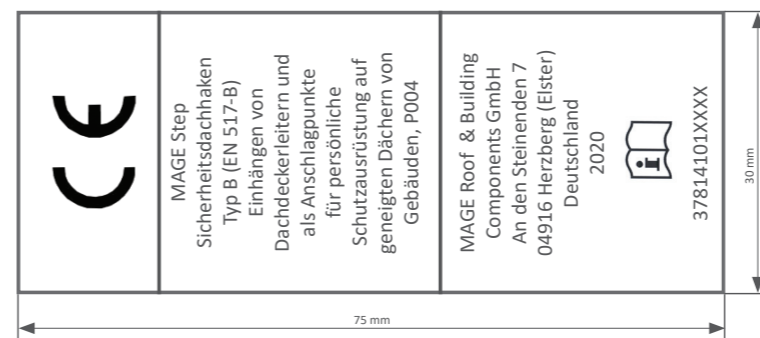 CE
MAGE Step
Sicherheitsdachhaken
Typ B (EN 517-B)
Einhängen von
Dachdeckerleitern und
als Anschlagpunkte
für persönliche
Schutzausrüstung auf
geneigten Dächern von
Gebäuden, P004
MAGE Roof & Building
Components GmbH
An den Steinenden 7
04916 Herzberg (Elster)
Deutschland
2020
i
37814101XXXX
30 mm
75 mm